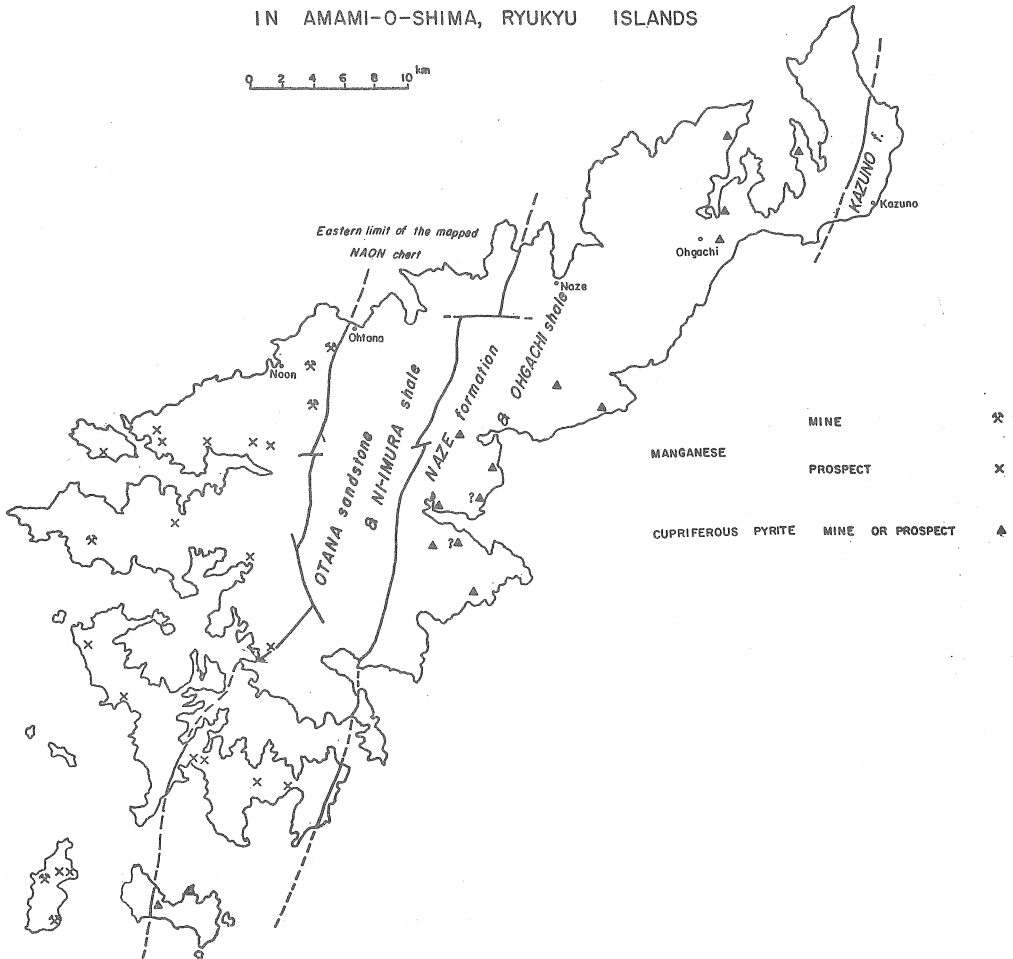 IN AMAMI-O-SHIMA, RYUKYU ISLANDS
0 2 4 6 8 10 km
KAZUNO f.
Kazuno
Eastern limit of the mapped
NAON chert
Ohgachi
Naze
Ohtana
Naon
OTANA sandstone
& NI-IMURA shale
NAZE formation
& OHGACHI shale
?
?
MANGANESE
MINE
PROSPECT
CUPRIFEROUS PYRITE MINE OR PROSPECT